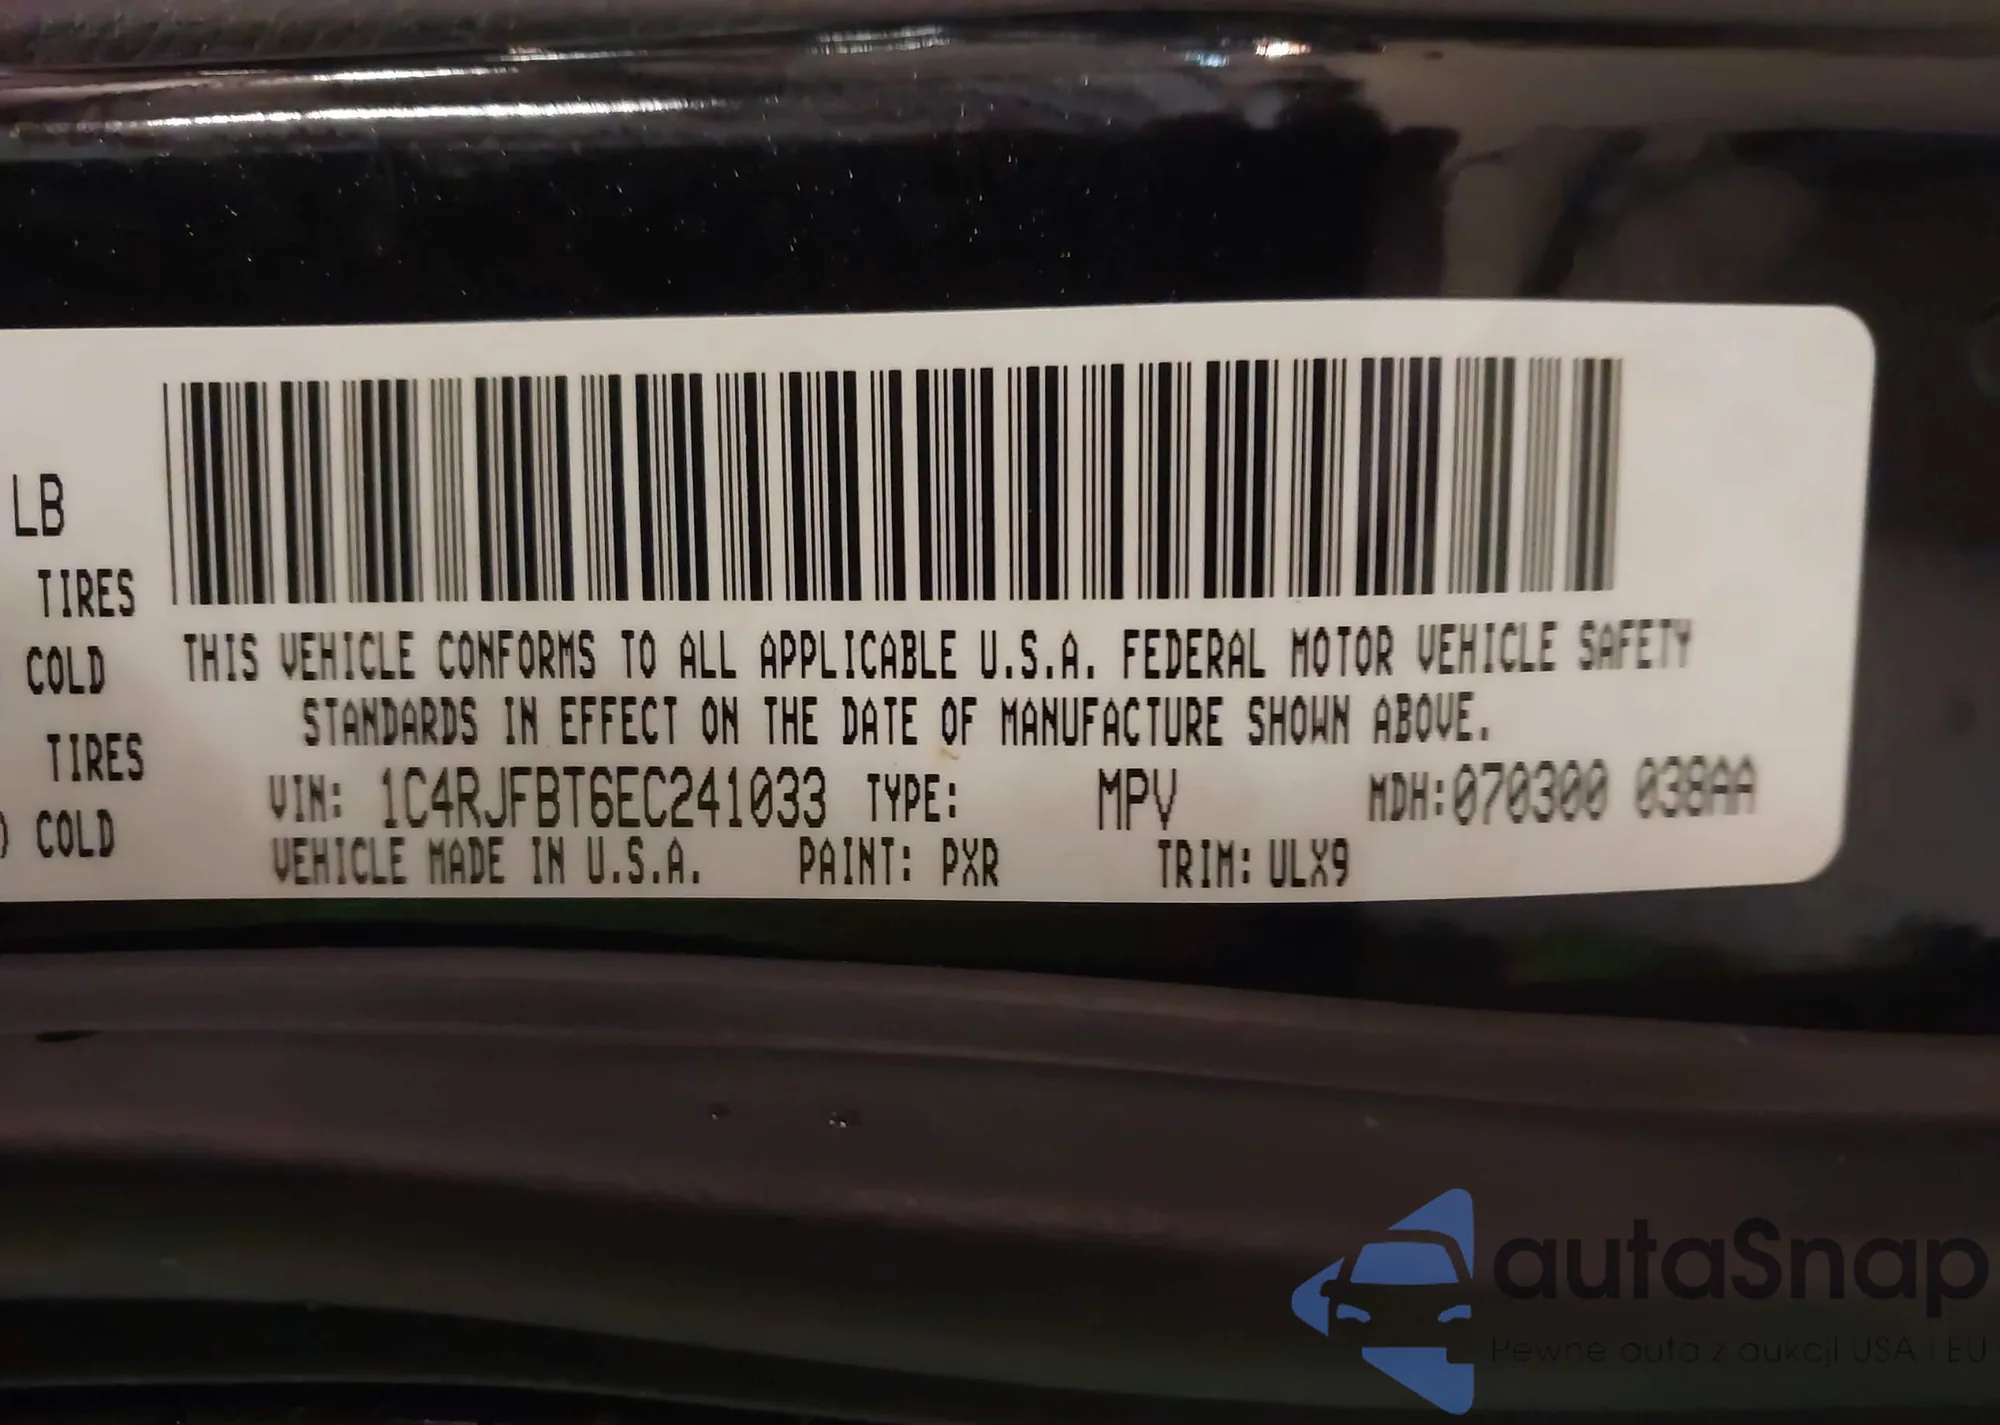 LB
TIRES
COLD
TIRES
) COLD
THIS VEHICLE CONFORMS TO ALL APPLICABLE U.S.A. FEDERAL MOTOR VEHICLE SAFETY
STANDARDS IN EFFECT ON THE DATE OF MANUFACTURE SHOWN ABOVE.
VIN: 1C4RJFBT6EC241033 TYPE: MPV MDH:070300 038AA
VEHICLE MADE IN U.S.A. PAINT: PXR TRIM: ULX9
autaSnap
Pewne auta z aukcji USA i EU